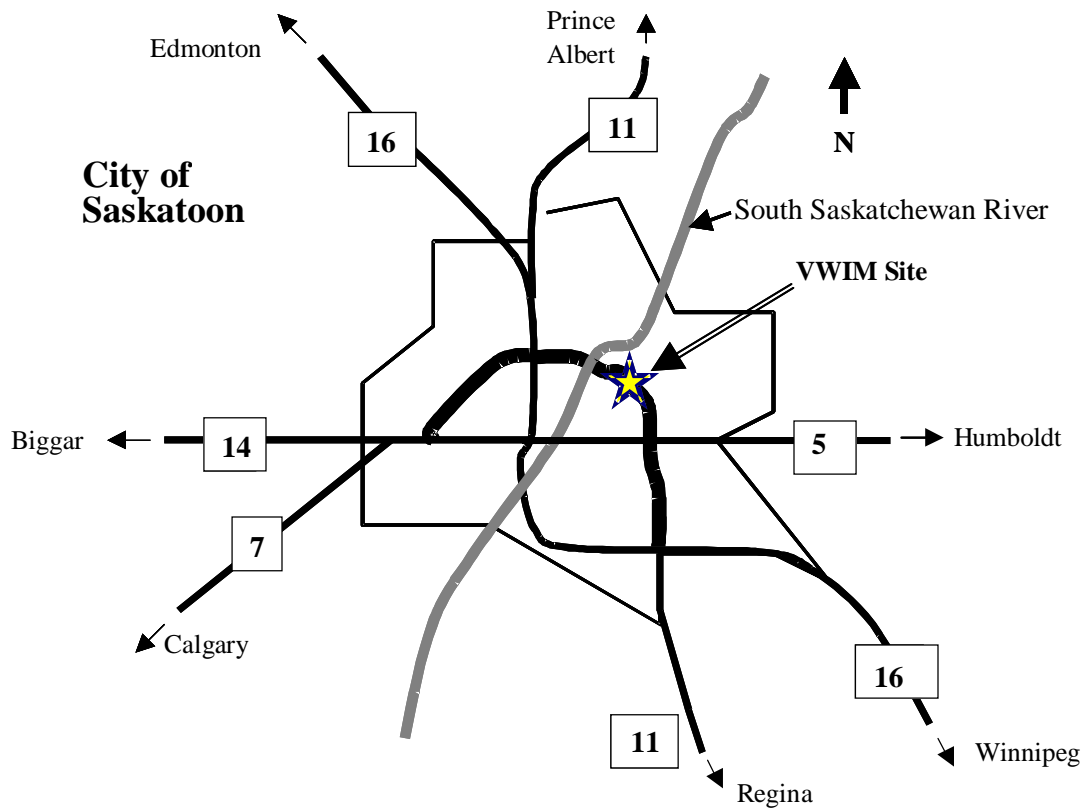 Edmonton
Prince
Albert
16
11
N
City of
Saskatoon
South Saskatchewan River
VWIM Site
Biggar
14
5
Humboldt
7
Calgary
16
11
Winnipeg
Regina